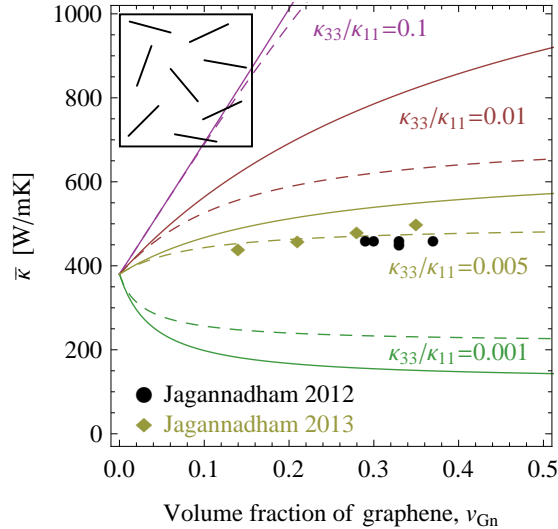 1000
800
600
400
200
0
κ̄ [W/mK]
κ33/κ11=0.1
κ33/κ11=0.01
κ33/κ11=0.005
κ33/κ11=0.001
Jagannadham 2012
Jagannadham 2013
0.0 0.1 0.2 0.3 0.4 0.5
Volume fraction of graphene, vGn